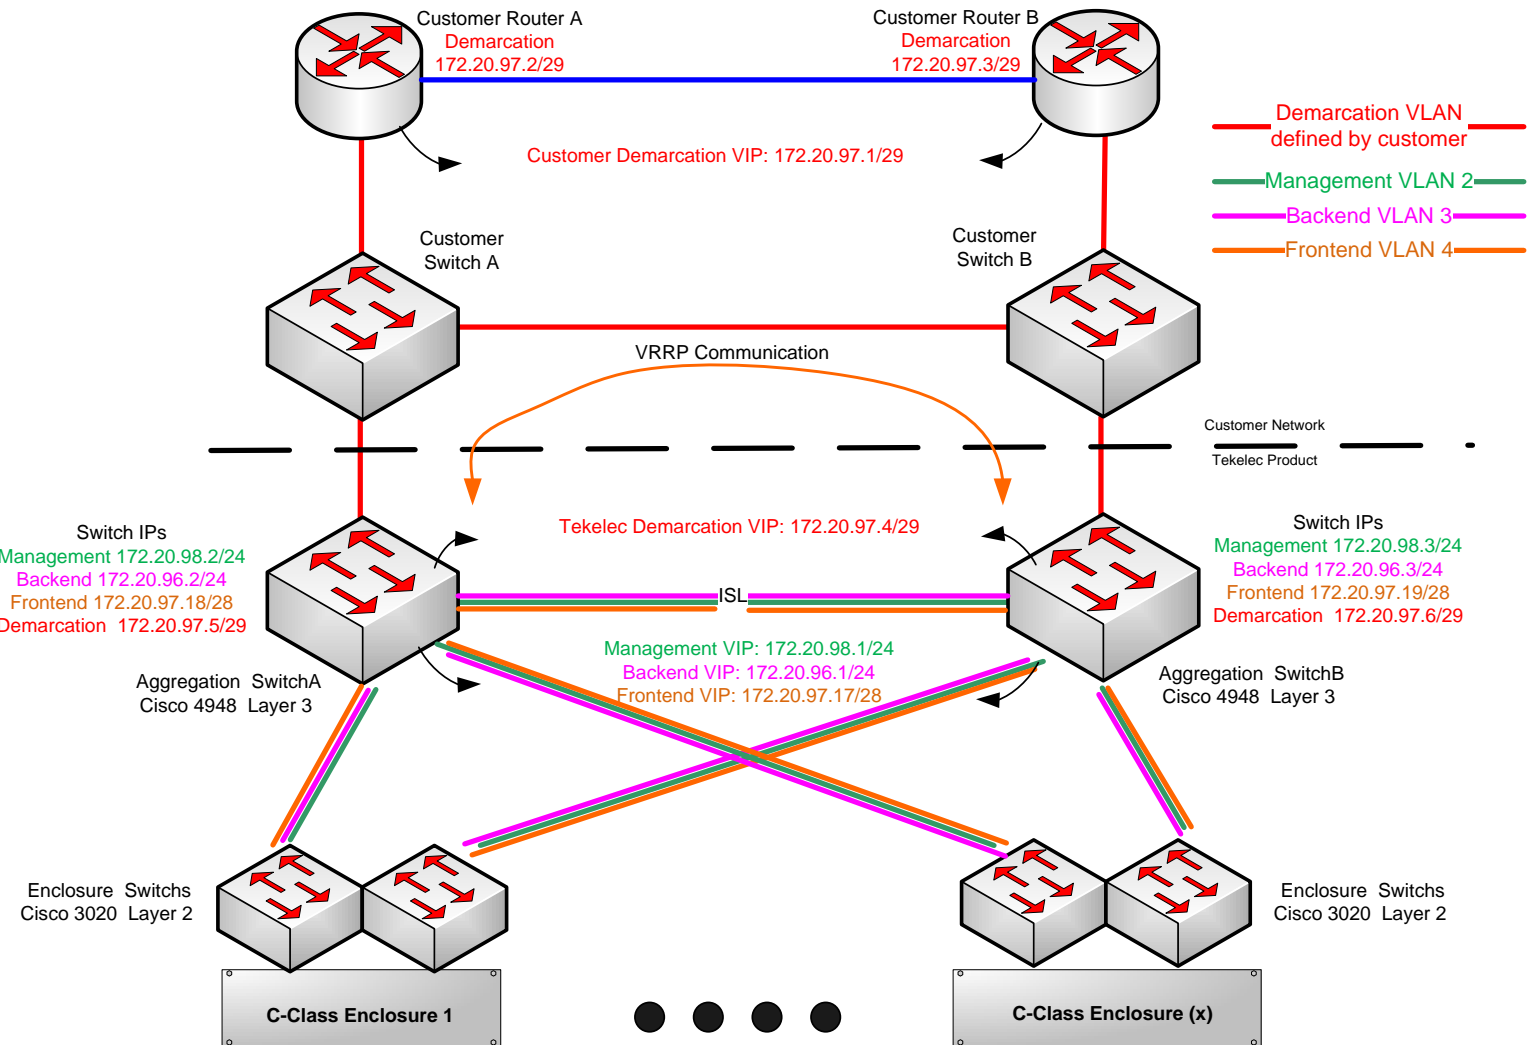 Customer Router A
Demarcation
172.20.97.2/29
Customer Router B
Demarcation
172.20.97.3/29
Demarcation VLAN
defined by customer
Management VLAN 2
Backend VLAN 3
Frontend VLAN 4
Customer Demarcation VIP: 172.20.97.1/29
Customer
Switch A
Customer
Switch B
VRRP Communication
Customer Network
Tekelec Product
Switch IPs
Management 172.20.98.2/24
Backend 172.20.96.2/24
Frontend 172.20.97.18/28
Demarcation 172.20.97.5/29
Tekelec Demarcation VIP: 172.20.97.4/29
Switch IPs
Management 172.20.98.3/24
Backend 172.20.96.3/24
Frontend 172.20.97.19/28
Demarcation 172.20.97.6/29
ISL
Management VIP: 172.20.98.1/24
Backend VIP: 172.20.96.1/24
Frontend VIP: 172.20.97.17/28
Aggregation SwitchA
Cisco 4948 Layer 3
Aggregation SwitchB
Cisco 4948 Layer 3
Enclosure Switchs
Cisco 3020 Layer 2
Enclosure Switchs
Cisco 3020 Layer 2
C-Class Enclosure 1
C-Class Enclosure (x)